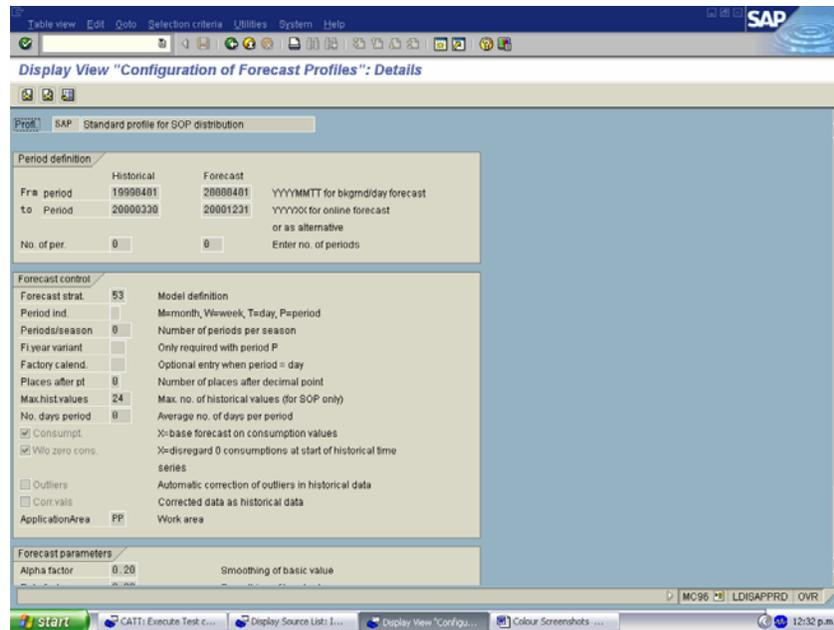 Table view Edit Goto Selection criteria Utilities System Help
SAP
Display View "Configuration of Forecast Profiles": Details
Profl. SAP Standard profile for SOP distribution
Period definition
Historical Forecast
Frm period 19990401 20000401 YYYYMMTT for bkgrnd/day forecast
to Period 20000330 20001231 YYYYXX for online forecast
or as alternative
No. of per. 0 0 Enter no. of periods
Forecast control
Forecast strat. 53 Model definition
Period ind. M=month, W=week, T=day, P=period
Periods/season 0 Number of periods per season
Fi.year variant Only required with period P
Factory calend. Optional entry when period = day
Places after pt 0 Number of places after decimal point
Max.hist.values 24 Max. no. of historical values (for SOP only)
No. days period 0 Average no. of days per period
Consumpt. X=base forecast on consumption values
W/o zero cons. X=disregard 0 consumptions at start of historical time
series
Outliers Automatic correction of outliers in historical data
Corr.vals Corrected data as historical data
ApplicationArea PP Work area
Forecast parameters
Alpha factor 0.20 Smoothing of basic value
MC96 LDISAPPRD OVR
start CATT: Execute Test c... Display Source List: I... Display View "Configu... Colour Screenshots ... 12:32 p.m